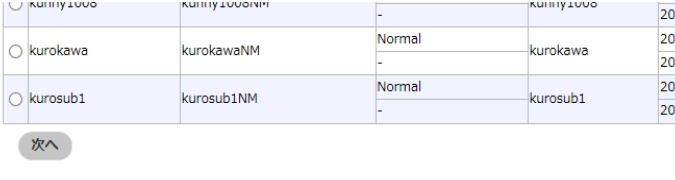 kunny1008 kunny1008NM kunny1008
- 20
Normal 20
kurokawa kurokawaNM kurokawa
- 20
Normal 20
kurosub1 kurosub1NM kurosub1
- 20
次へ